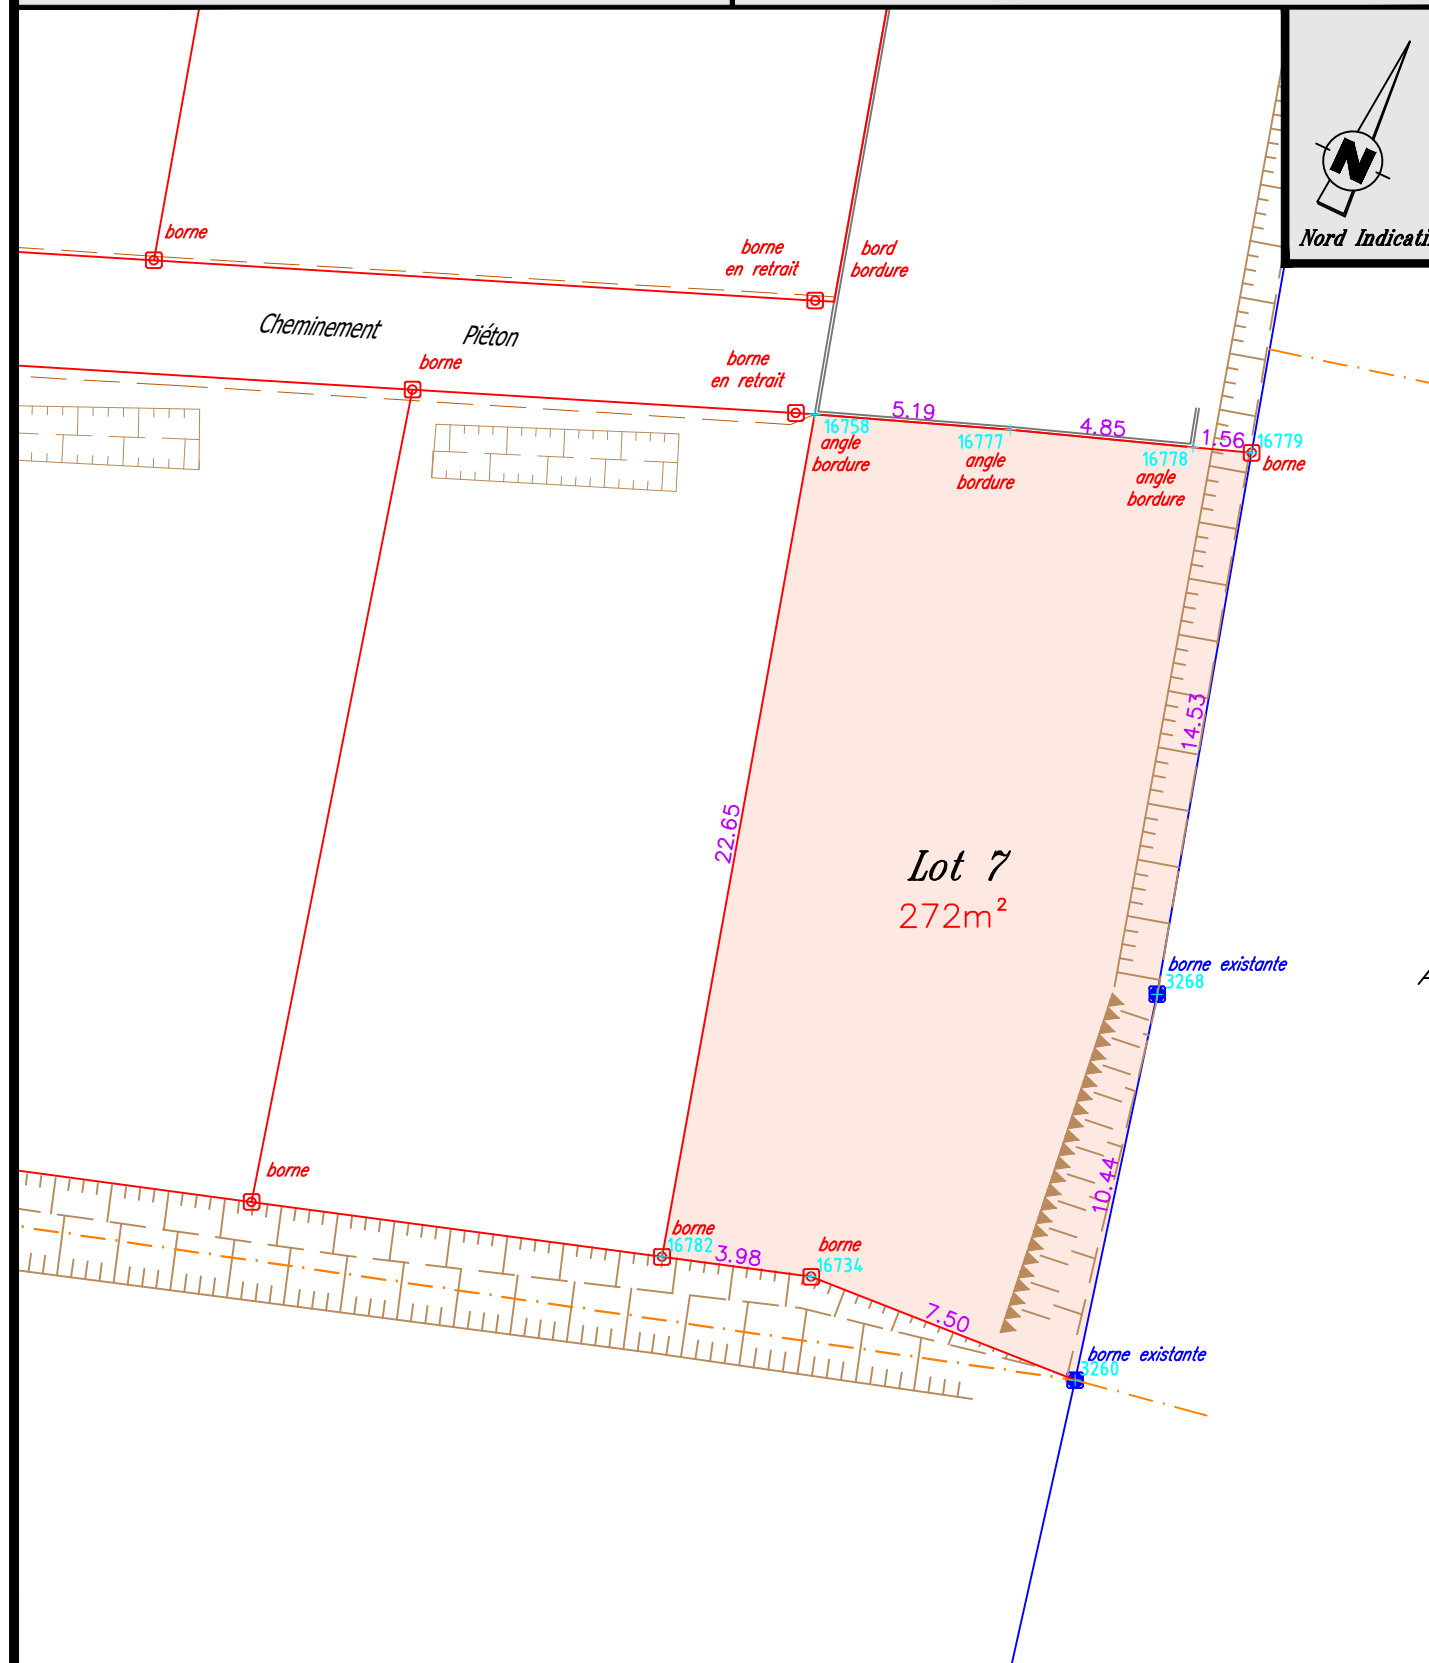 Nord Indicati
borne
borne
en retrait
bord
bordure
Cheminement Piéton
borne
borne
en retrait
5.19
4.85
1.56
16758
angle
bordure
16777
angle
bordure
16778
angle
bordure
16779
borne
14.53
22.65
Lot 7
272m²
borne existante
3268
A
10.44
borne
borne
16782
3.98
borne
16734
7.50
borne existante
3260